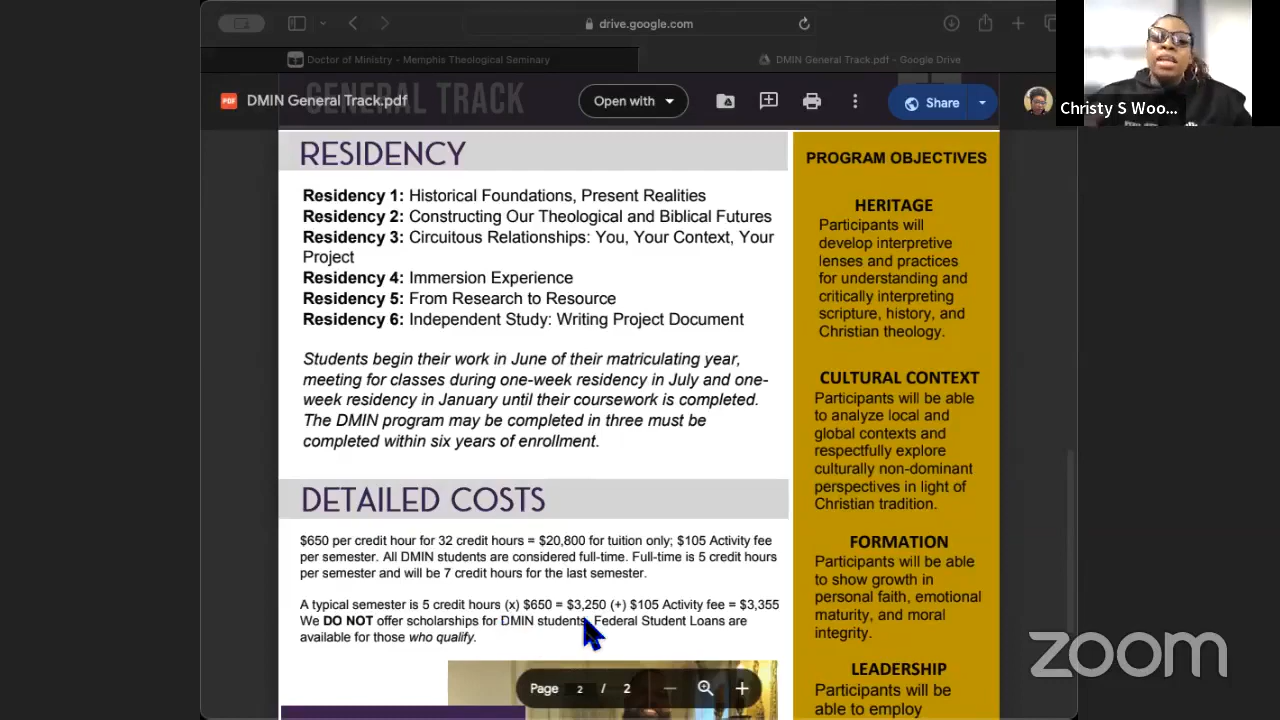 drive.google.com
Doctor of Ministry - Memphis Theological Seminary
DMIN General Track.pdf - Google Drive
GENERAL TRACK
PDF
DMIN General Track.pdf
Open with
Share
Christy S Woo...
RESIDENCY
Residency 1: Historical Foundations, Present Realities
Residency 2: Constructing Our Theological and Biblical Futures
Residency 3: Circuitous Relationships: You, Your Context, Your
Project
Residency 4: Immersion Experience
Residency 5: From Research to Resource
Residency 6: Independent Study: Writing Project Document
Students begin their work in June of their matriculating year,
meeting for classes during one-week residency in July and one-
week residency in January until their coursework is completed.
The DMIN program may be completed in three must be
completed within six years of enrollment.
DETAILED COSTS
$650 per credit hour for 32 credit hours = $20,800 for tuition only; $105 Activity fee
per semester. All DMIN students are considered full-time. Full-time is 5 credit hours
per semester and will be 7 credit hours for the last semester.
A typical semester is 5 credit hours (x) $650 = $3,250 (+) $105 Activity fee = $3,355
We DO NOT offer scholarships for DMIN students. Federal Student Loans are
available for those who qualify.
Page 2 / 2
PROGRAM OBJECTIVES
HERITAGE
Participants will
develop interpretive
lenses and practices
for understanding and
critically interpreting
scripture, history, and
Christian theology.
CULTURAL CONTEXT
Participants will be able
to analyze local and
global contexts and
respectfully explore
culturally non-dominant
perspectives in light of
Christian tradition.
FORMATION
Participants will be able
to show growth in
personal faith, emotional
maturity, and moral
integrity.
LEADERSHIP
Participants will be
able to employ
zoom